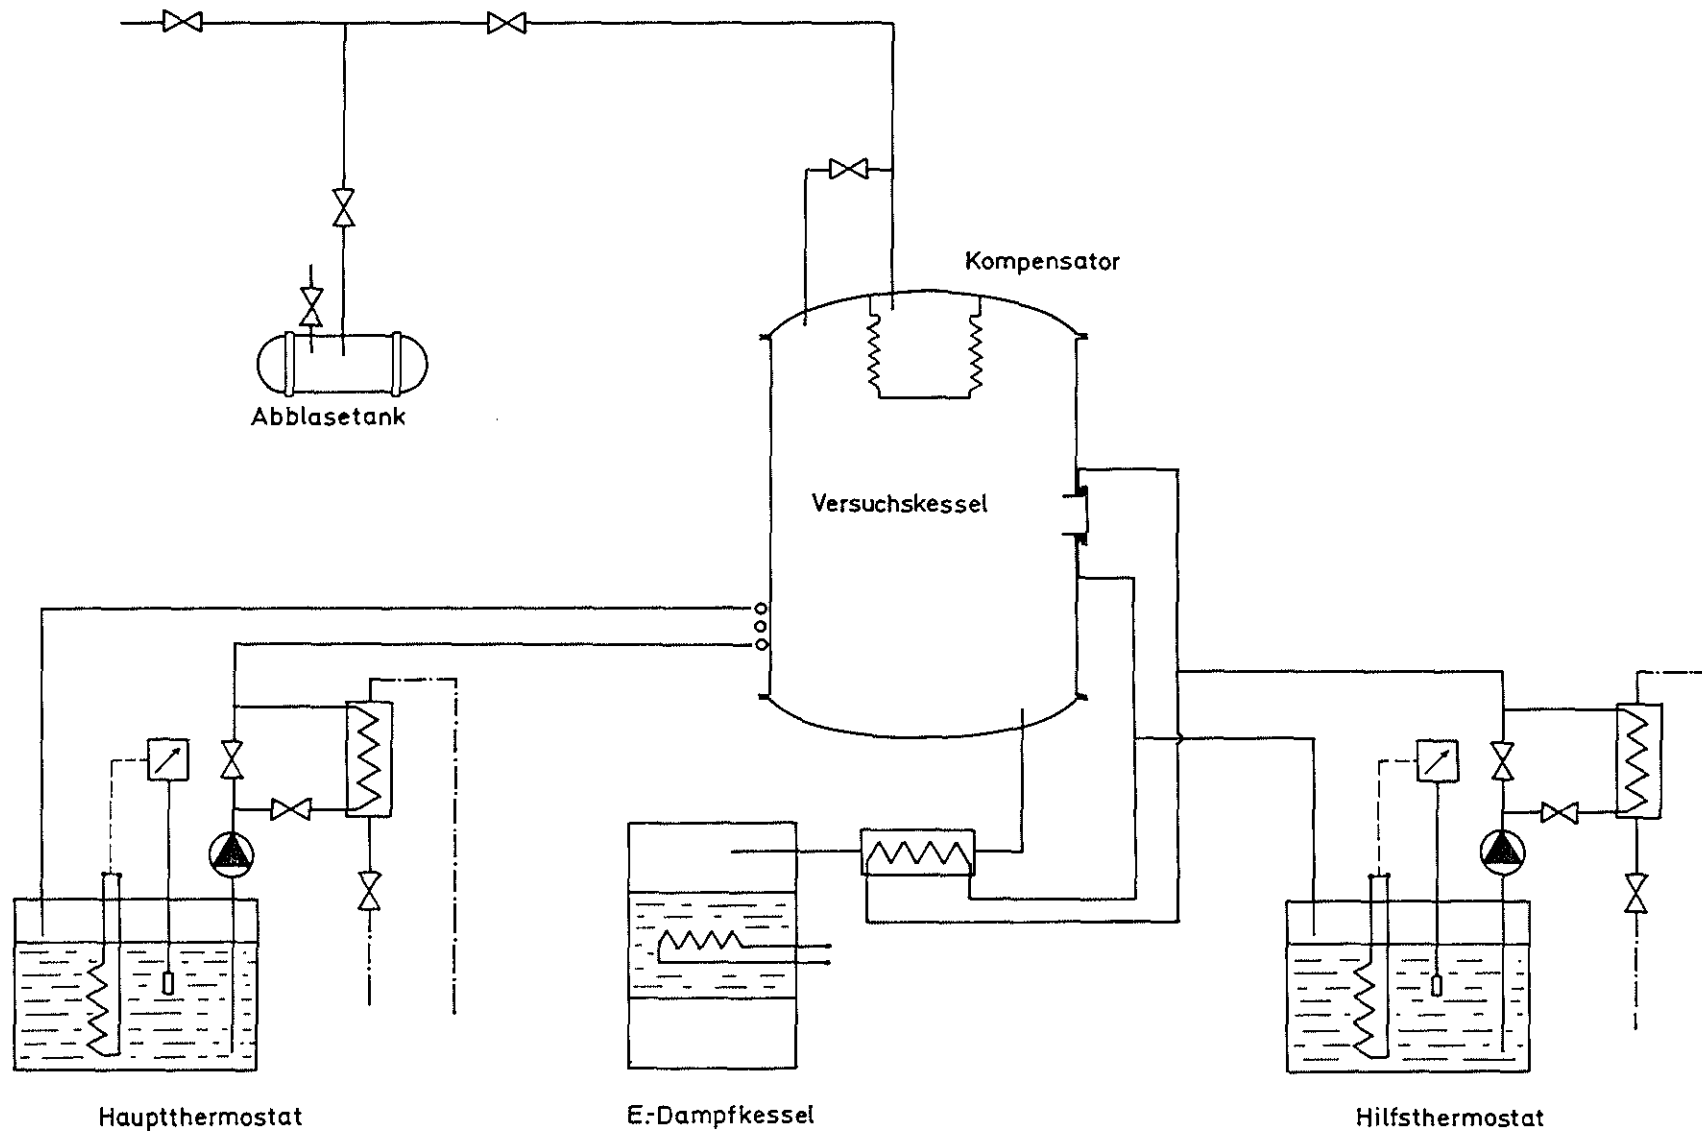 Kompensator
Abblasetank
Versuchskessel
Hauptthermostat
E.-Dampfkessel
Hilfsthermostat